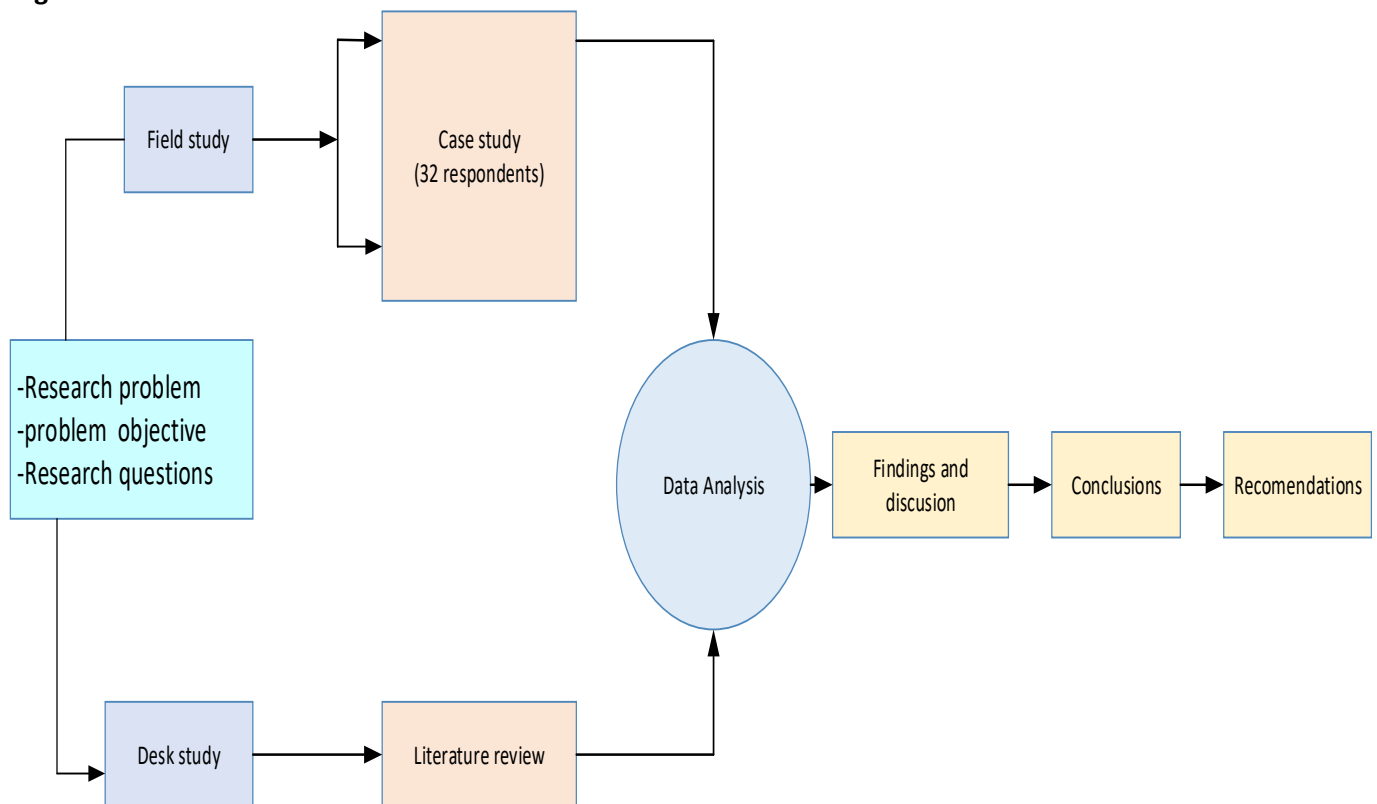 Field study
Case study
(32 respondents)
-Research problem
-problem objective
-Research questions
Data Analysis
Findings and
discusion
Conclusions
Recomendations
Desk study
Literature review